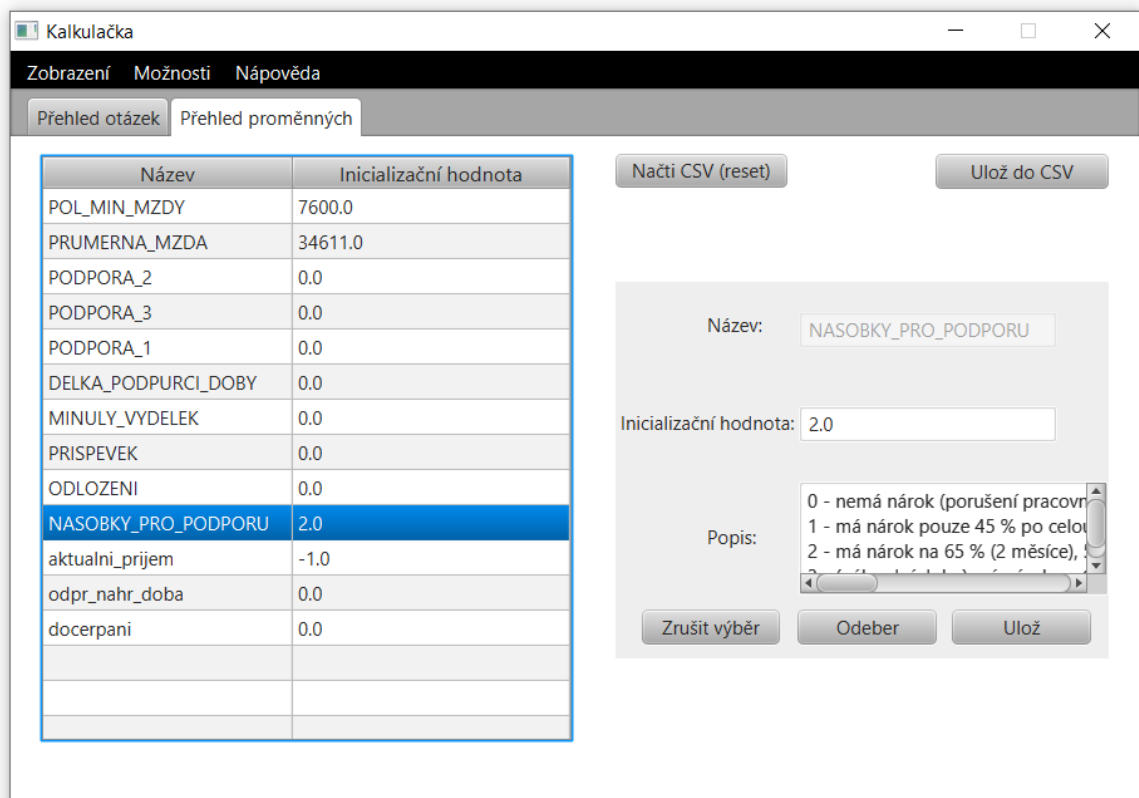 Kalkulačka
Zobrazení Možnosti Nápověda
Přehled otázek Přehled proměnných
Název Inicializační hodnota
POL_MIN_MZDY 7600.0
PRUMERNA_MZDA 34611.0
PODPORA_2 0.0
PODPORA_3 0.0
PODPORA_1 0.0
DELKA_PODPURCI_DOBY 0.0
MINULY_VYDELEK 0.0
PRISPEVEK 0.0
ODLOZENI 0.0
NASOBKY_PRO_PODPORU 2.0
aktualni_prijem -1.0
odpr_nahr_doba 0.0
docerpani 0.0
Načti CSV (reset) Ulož do CSV
Název: NASOBKY_PRO_PODPORU
Inicializační hodnota: 2.0
Popis:
0 - nemá nárok (porušení pracovn
1 - má nárok pouze 45 % po celou
2 - má nárok na 65 % (2 měsíce),
Zrušit výběr Odeber Ulož